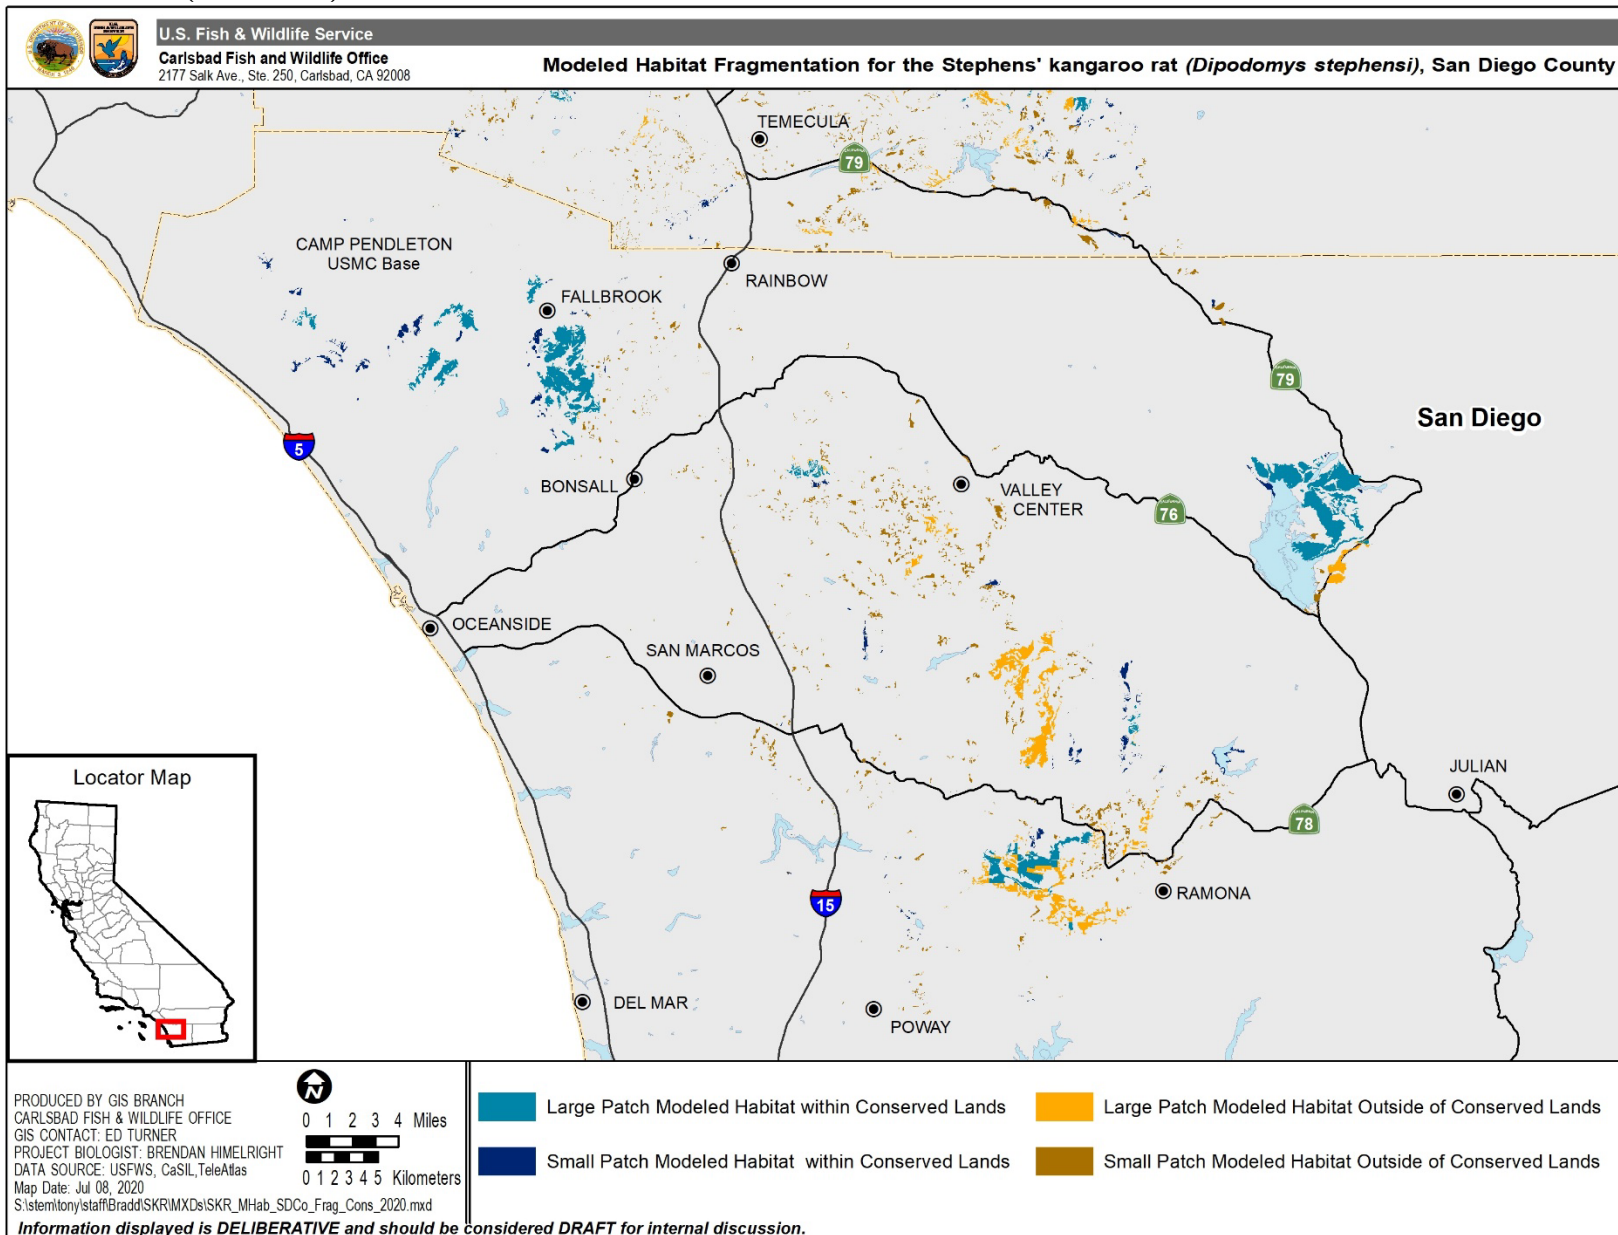 U.S. Fish & Wildlife Service
Carlsbad Fish and Wildlife Office
2177 Salk Ave., Ste. 250, Carlsbad, CA 92008
Modeled Habitat Fragmentation for the Stephens' kangaroo rat (Dipodomys stephensi), San Diego County
TEMECULA
79
CAMP PENDLETON
USMC Base
RAINBOW
FALLBROOK
79
San Diego
5
BONSALL
VALLEY
CENTER
76
OCEANSIDE
SAN MARCOS
Locator Map
JULIAN
78
RAMONA
15
DEL MAR
POWAY
PRODUCED BY GIS BRANCH
CARLSBAD FISH & WILDLIFE OFFICE
GIS CONTACT: ED TURNER
PROJECT BIOLOGIST: BRENDAN HIMELRIGHT
DATA SOURCE: USFWS, CaSIL,TeleAtlas
Map Date: Jul 08, 2020
S:\stem\tony\staff\Bradd\SKR\MXDs\SKR_MHab_SDCo_Frag_Cons_2020.mxd
N
0 1 2 3 4 Miles
0 1 2 3 4 5 Kilometers
Large Patch Modeled Habitat within Conserved Lands
Large Patch Modeled Habitat Outside of Conserved Lands
Small Patch Modeled Habitat within Conserved Lands
Small Patch Modeled Habitat Outside of Conserved Lands
Information displayed is DELIBERATIVE and should be considered DRAFT for internal discussion.